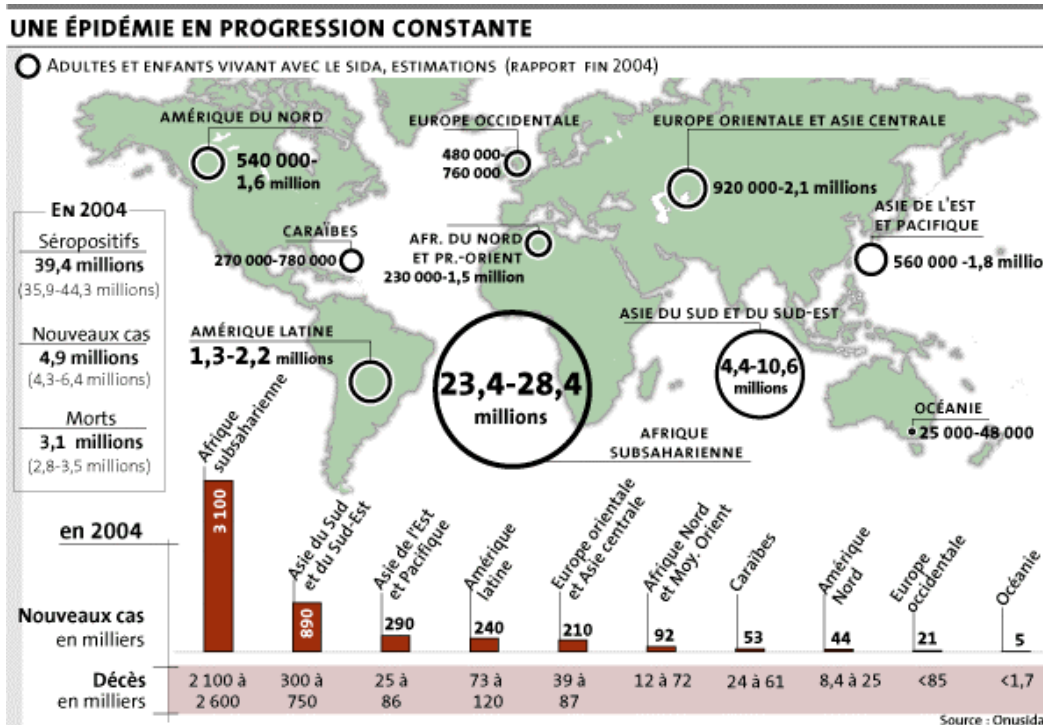 UNE ÉPIDÉMIE EN PROGRESSION CONSTANTE
ADULTES ET ENFANTS VIVANT AVEC LE SIDA, ESTIMATIONS (RAPPORT FIN 2004)
AMÉRIQUE DU NORD
540 000-
1,6 million
EUROPE OCCIDENTALE
480 000-
760 000
EUROPE ORIENTALE ET ASIE CENTRALE
920 000-2,1 millions
ASIE DE L'EST
ET PACIFIQUE
560 000 -1,8 millio
CARAÏBES
270 000-780 000
AFR. DU NORD
ET PR.-ORIENT
230 000-1,5 million
AMÉRIQUE LATINE
1,3-2,2 millions
23,4-28,4
millions
AFRIQUE
SUBSAHARIENNE
ASIE DU SUD ET DU SUD-EST
4,4-10,6
millions
OCÉANIE
25 000-48 000
EN 2004
Séropositifs
39,4 millions
(35,9-44,3 millions)
Nouveaux cas
4,9 millions
(4,3-6,4 millions)
Morts
3,1 millions
(2,8-3,5 millions)
en 2004
Afrique
subsaharienne
Asie du Sud
et du Sud-Est
Asie de l'Est
et Pacifique
Amérique
latine
Europe orientale
et Asie centrale
Afrique Nord
et Moy. Orient
Caraïbes
Amérique
Nord
Europe
occidentale
Océanie
Nouveaux cas
en milliers
3 100
890
290
240
210
92
53
44
21
5
Décès
en milliers
2 100 à
2 600
300 à
750
25 à
86
73 à
120
39 à
87
12 à 72
24 à 61
8,4 à 25
<85
<1,7
Source : Onusida